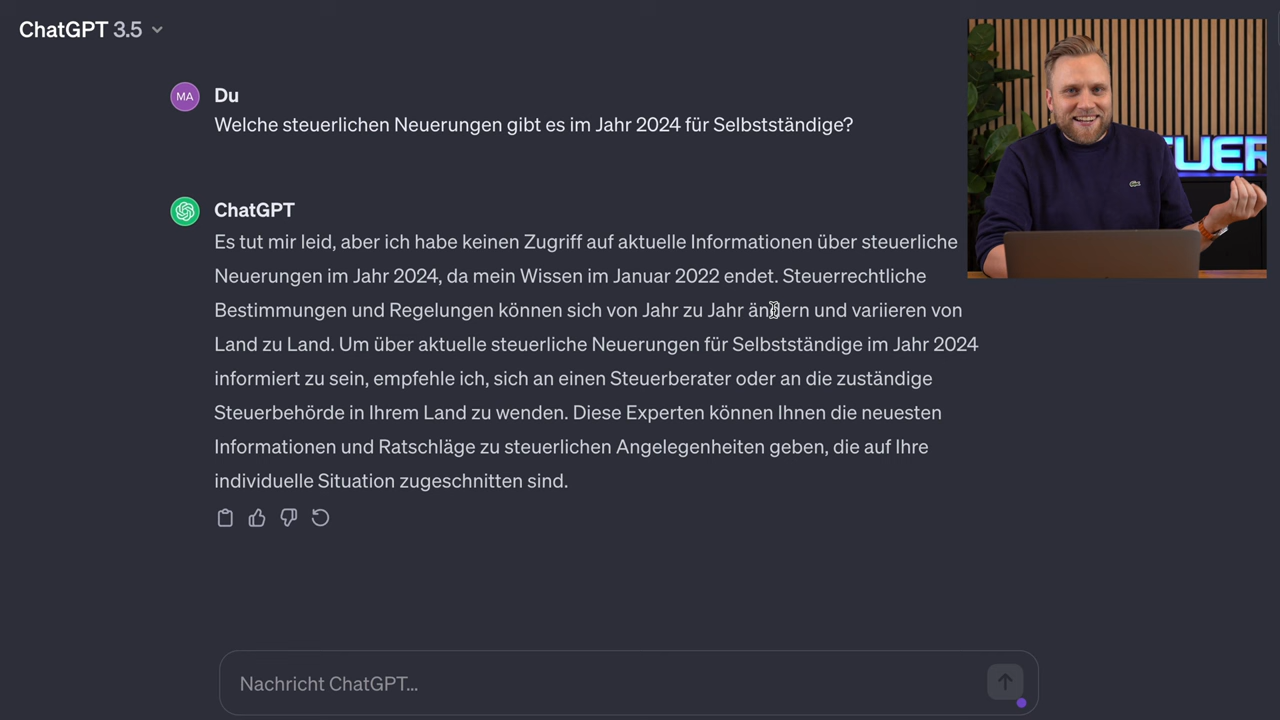 ChatGPT 3.5
MA
Du
Welche steuerlichen Neuerungen gibt es im Jahr 2024 für Selbstständige?
ChatGPT
Es tut mir leid, aber ich habe keinen Zugriff auf aktuelle Informationen über steuerliche
Neuerungen im Jahr 2024, da mein Wissen im Januar 2022 endet. Steuerrechtliche
Bestimmungen und Regelungen können sich von Jahr zu Jahr ändern und variieren von
Land zu Land. Um über aktuelle steuerliche Neuerungen für Selbstständige im Jahr 2024
informiert zu sein, empfehle ich, sich an einen Steuerberater oder an die zuständige
Steuerbehörde in Ihrem Land zu wenden. Diese Experten können Ihnen die neuesten
Informationen und Ratschläge zu steuerlichen Angelegenheiten geben, die auf Ihre
individuelle Situation zugeschnitten sind.
Nachricht ChatGPT...